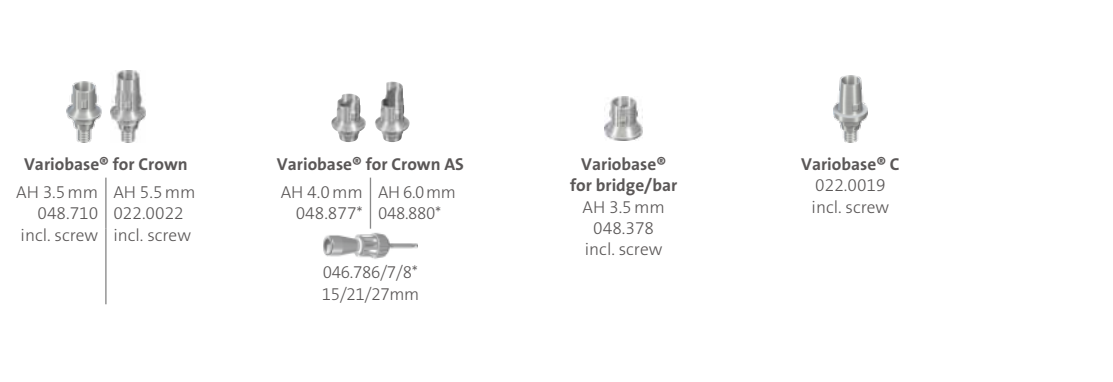 Variobase® for Crown
AH 3.5 mm
048.710
incl. screw
AH 5.5 mm
022.0022
incl. screw
Variobase® for Crown AS
AH 4.0 mm
048.877*
AH 6.0 mm
048.880*
046.786/7/8*
15/21/27mm
Variobase®
for bridge/bar
AH 3.5 mm
048.378
incl. screw
Variobase® C
022.0019
incl. screw